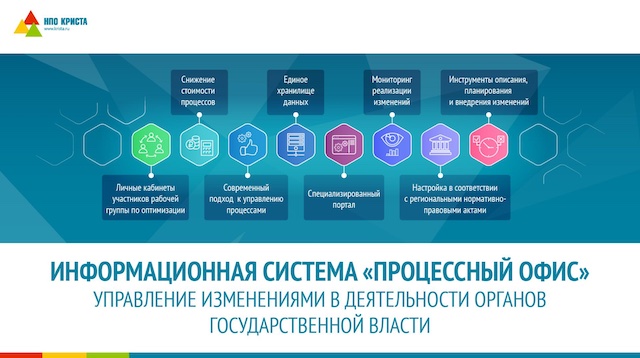 НПО КРИСТА
www.krista.ru
Снижение
стоимости
процессов
Единое
хранилище
данных
Мониторинг
реализации
изменений
Инструменты описания,
планирования
и внедрения изменений
Личные кабинеты
участников рабочей
группы по оптимизации
Современный
подход к управлению
процессами
Специализированный
портал
Настройка в соответствии
с региональными нормативно-
правовыми актами
ИНФОРМАЦИОННАЯ СИСТЕМА «ПРОЦЕССНЫЙ ОФИС»
УПРАВЛЕНИЕ ИЗМЕНЕНИЯМИ В ДЕЯТЕЛЬНОСТИ ОРГАНОВ
ГОСУДАРСТВЕННОЙ ВЛАСТИ